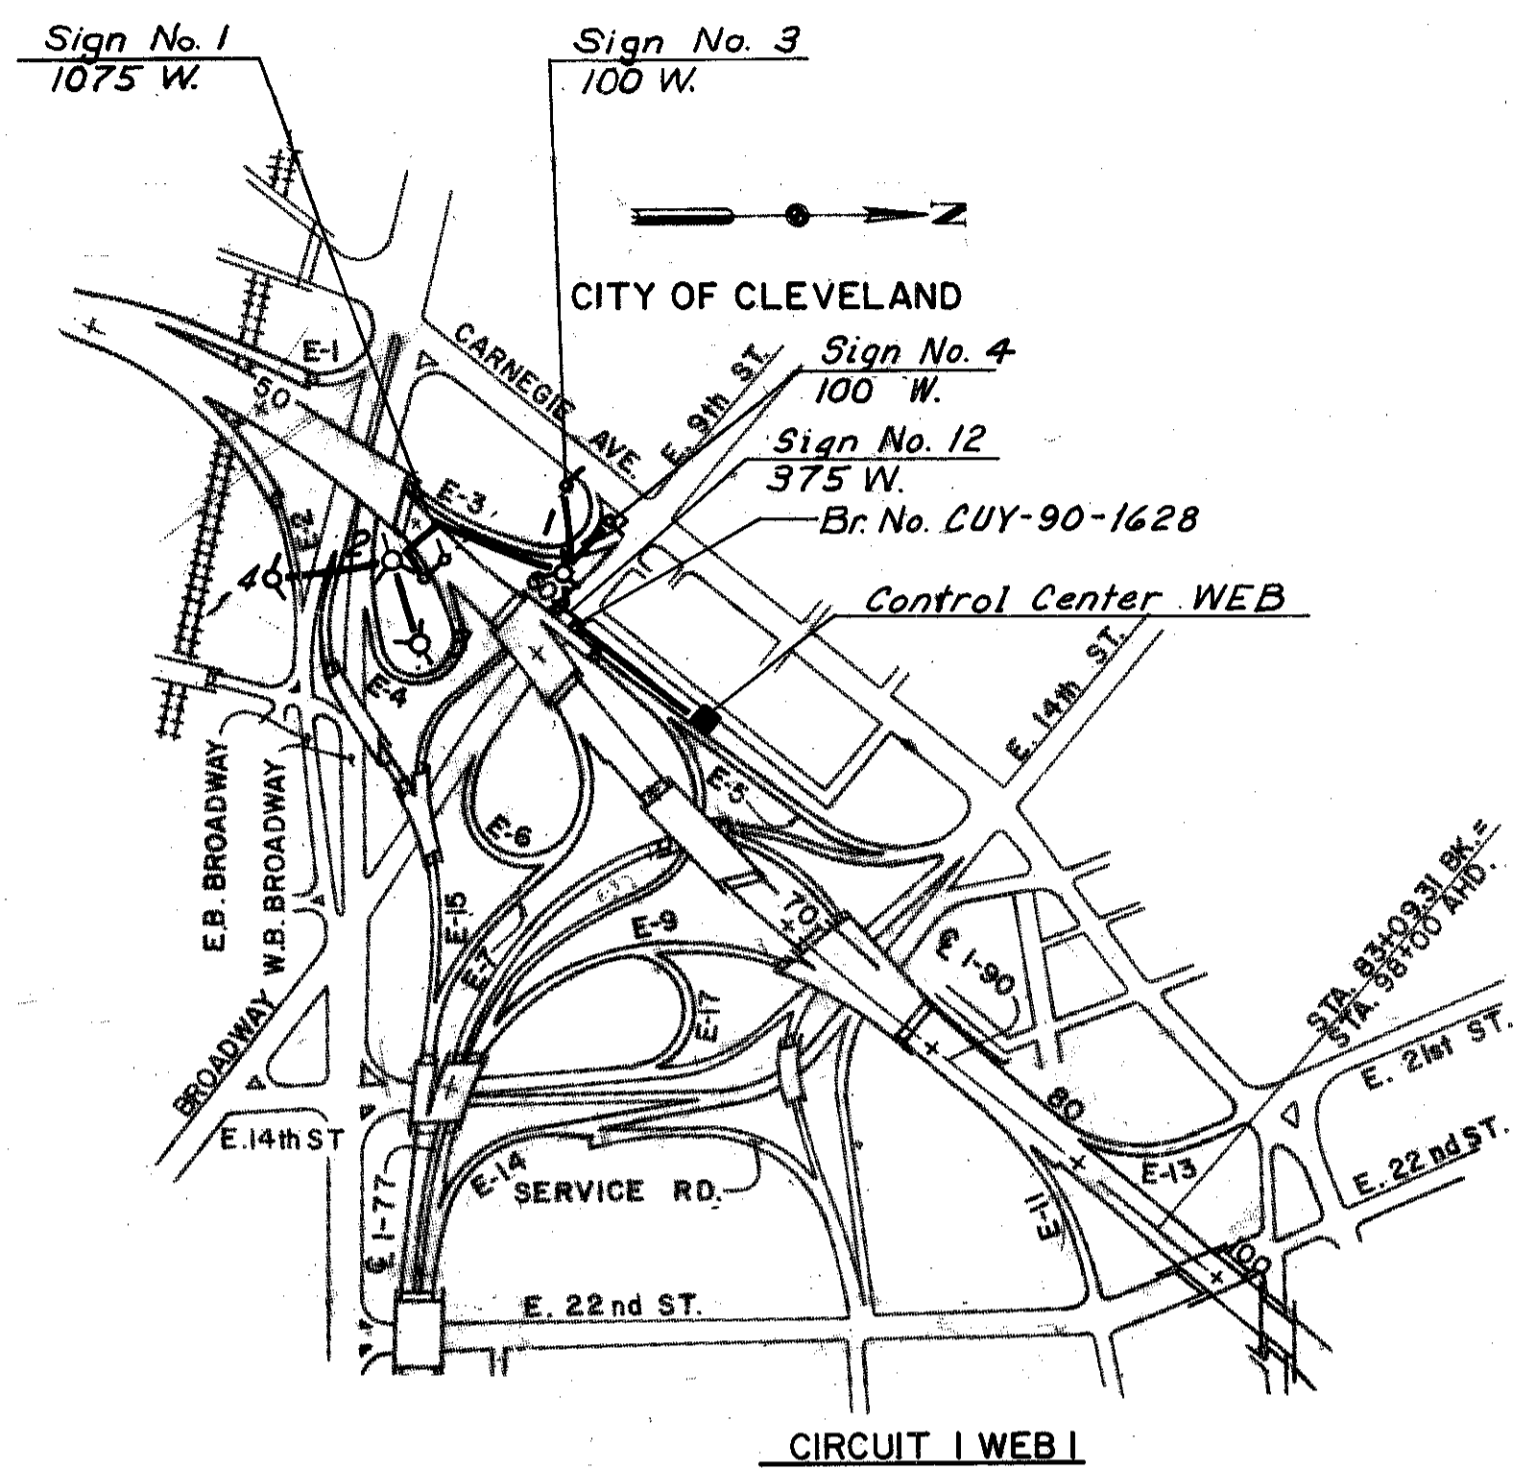 Sign No. 1
1075 W.
Sign No. 3
100 W.
N
CITY OF CLEVELAND
CARNEGIE AVE.
E. 9th ST.
Sign No. 4
100 W.
Sign No. 12
375 W.
Br. No. CUY-90-1628
Control Center WEB
E-1
50
E-3
1
E-2
2
4
E-4
E. 14th ST.
E-5
E-6
E.B. BROADWAY
W.B. BROADWAY
E-15
E-7
E-9
70
℄ I-90
E-17
STA. 83+09.31 BK.=
STA. 98+00 AHD.
BROADWAY
E. 21st ST.
80
E.14th ST
E-14
SERVICE RD.
E-13
E. 22nd ST.
E-11
℄ I-77
100
E. 22nd ST.
CIRCUIT 1 WEB 1